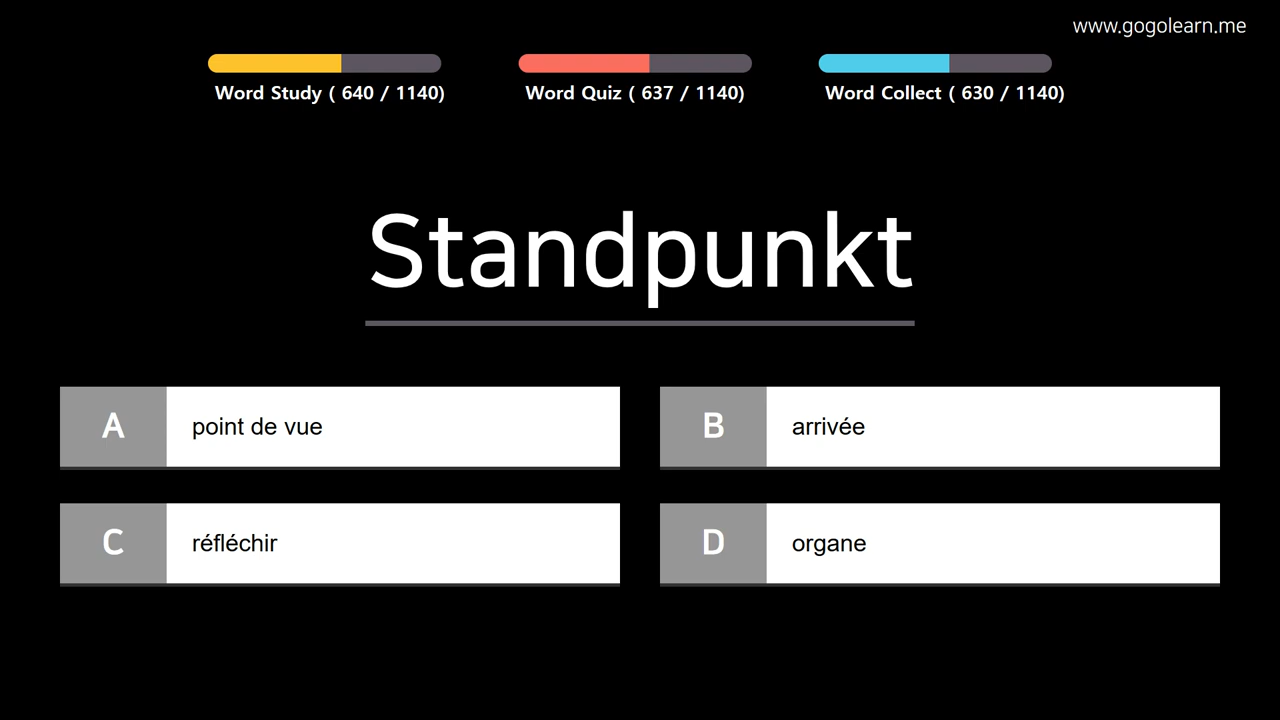 www.gogolearn.me
Word Study ( 640 / 1140)
Word Quiz ( 637 / 1140)
Word Collect ( 630 / 1140)
Standpunkt
A point de vue
B arrivée
C réfléchir
D organe